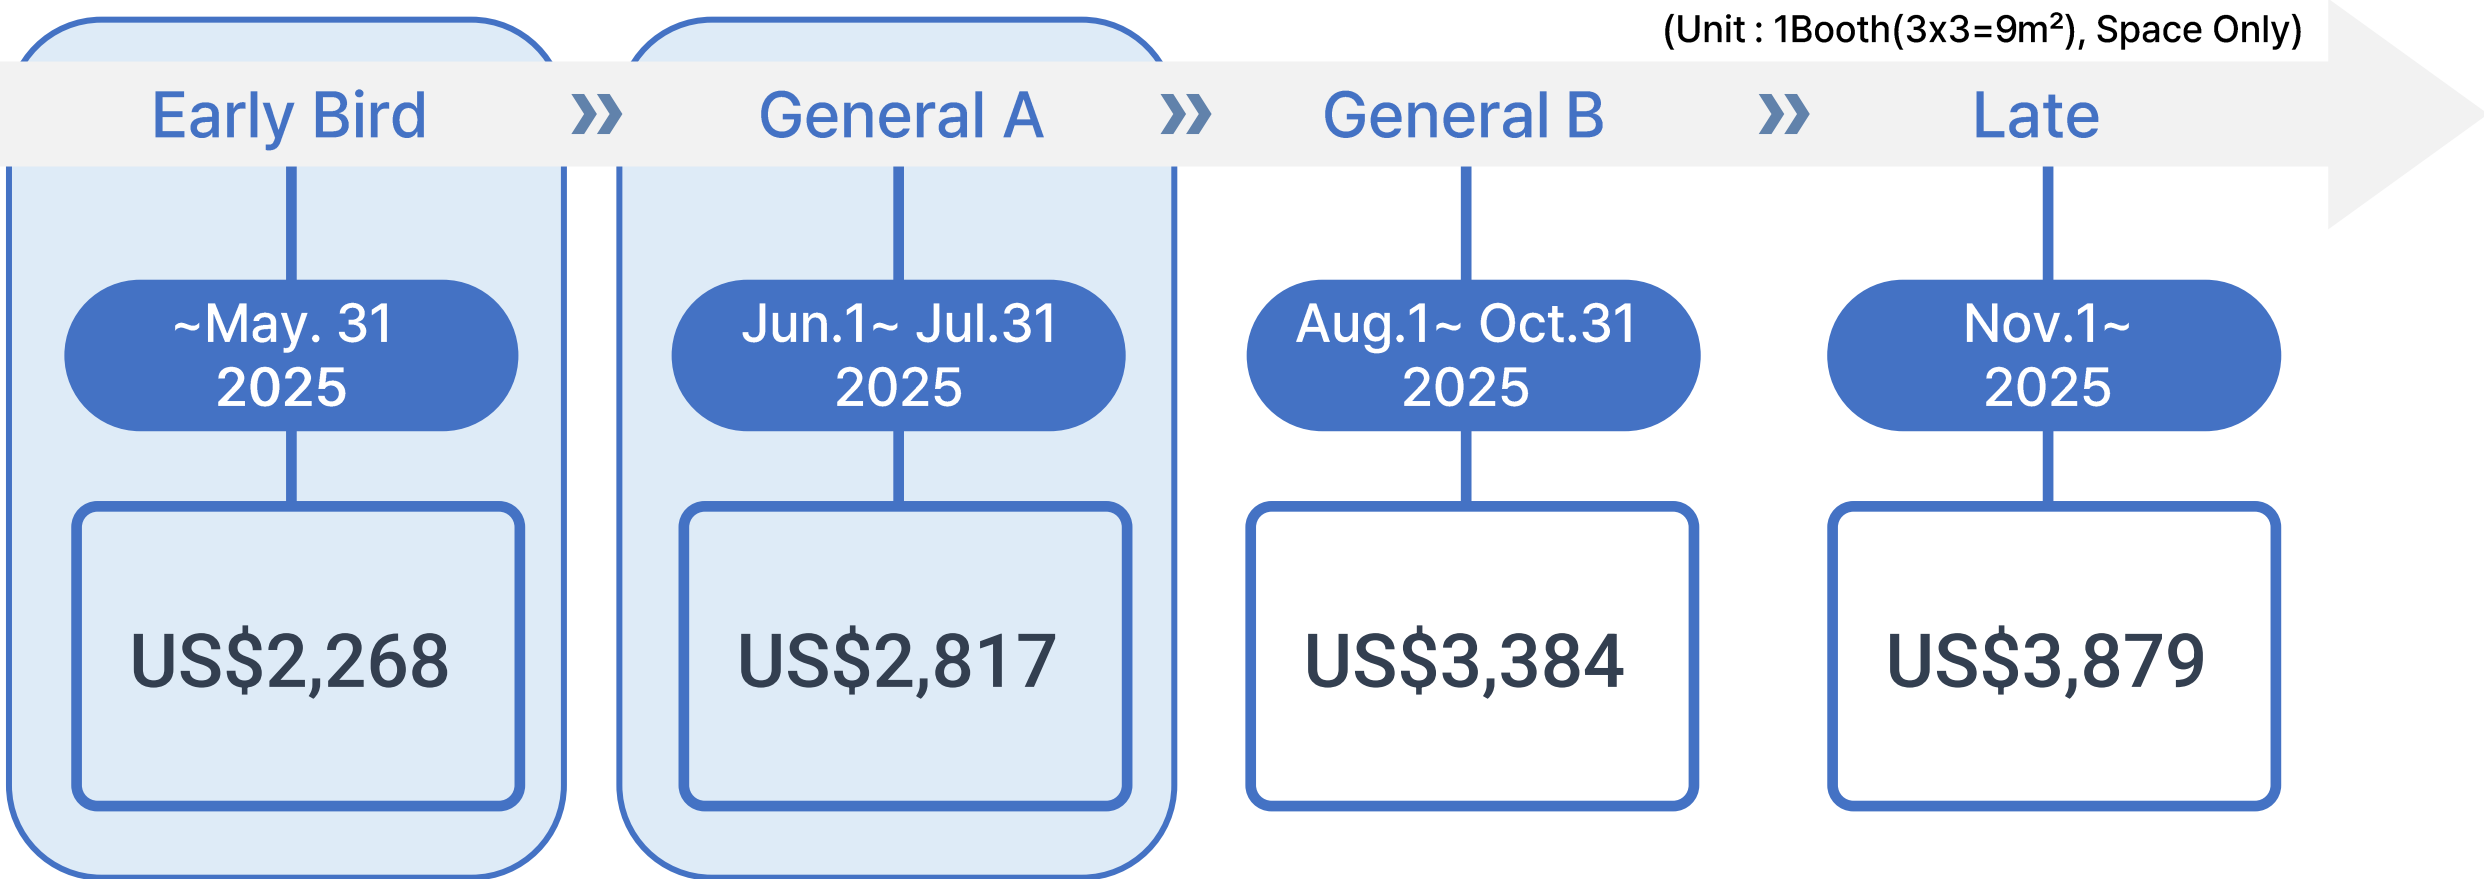 (Unit : 1Booth(3x3=9m²), Space Only)
Early Bird » General A » General B » Late
~May. 31
2025
Jun.1~ Jul.31
2025
Aug.1~ Oct.31
2025
Nov.1~
2025
US$2,268
US$2,817
US$3,384
US$3,879